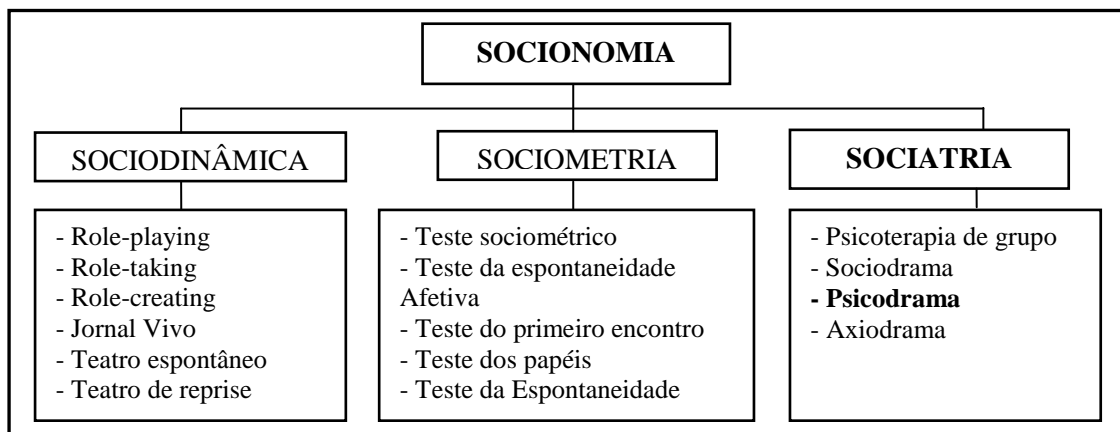 SOCIONOMIA
SOCIODINÂMICA
- Role-playing
- Role-taking
- Role-creating
- Jornal Vivo
- Teatro espontâneo
- Teatro de reprise
SOCIOMETRIA
- Teste sociométrico
- Teste da espontaneidade
Afetiva
- Teste do primeiro encontro
- Teste dos papéis
- Teste da Espontaneidade
SOCIATRIA
- Psicoterapia de grupo
- Sociodrama
- Psicodrama
- Axiodrama